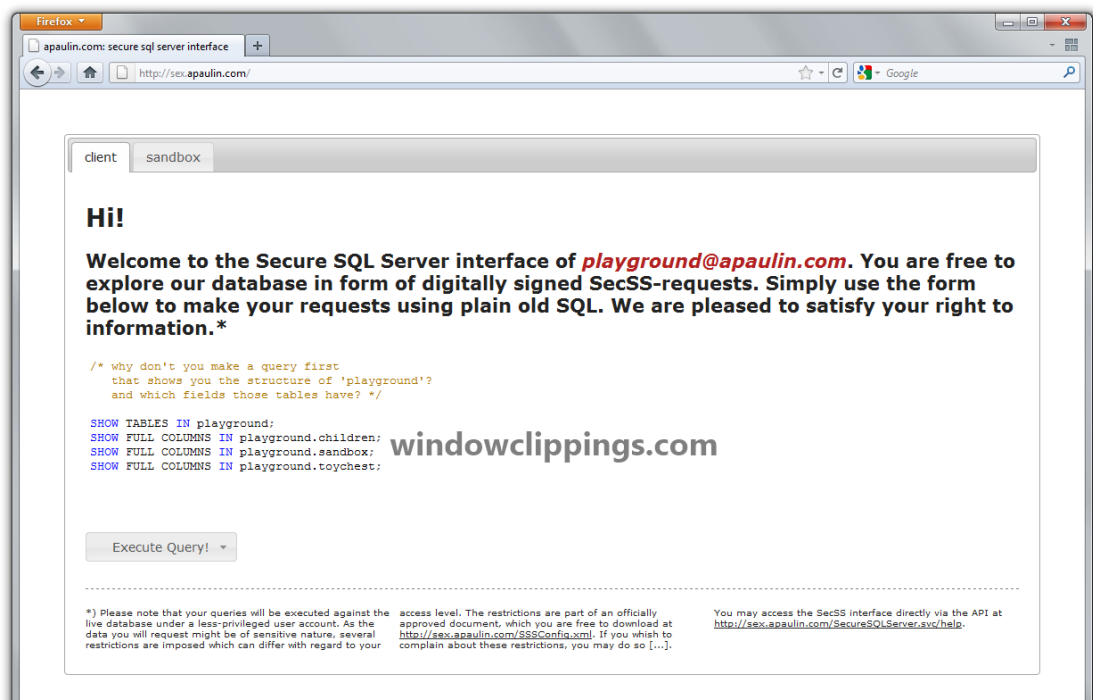 Firefox
apaulin.com: secure sql server interface
http://sex.apaulin.com/
Google
client
sandbox
Hi!
Welcome to the Secure SQL Server interface of playground@apaulin.com. You are free to
explore our database in form of digitally signed SecSS-requests. Simply use the form
below to make your requests using plain old SQL. We are pleased to satisfy your right to
information.*
/* why don't you make a query first
that shows you the structure of 'playground'?
and which fields those tables have? */
SHOW TABLES IN playground;
SHOW FULL COLUMNS IN playground.children;
SHOW FULL COLUMNS IN playground.sandbox;
SHOW FULL COLUMNS IN playground.toychest;
windowclippings.com
Execute Query!
*) Please note that your queries will be executed against the
live database under a less-privileged user account. As the
data you will request might be of sensitive nature, several
restrictions are imposed which can differ with regard to your
access level. The restrictions are part of an officially
approved document, which you are free to download at
http://sex.apaulin.com/SSSConfig.xml. If you whish to
complain about these restrictions, you may do so [...].
You may access the SecSS interface directly via the API at
http://sex.apaulin.com/SecureSQLServer.svc/help.